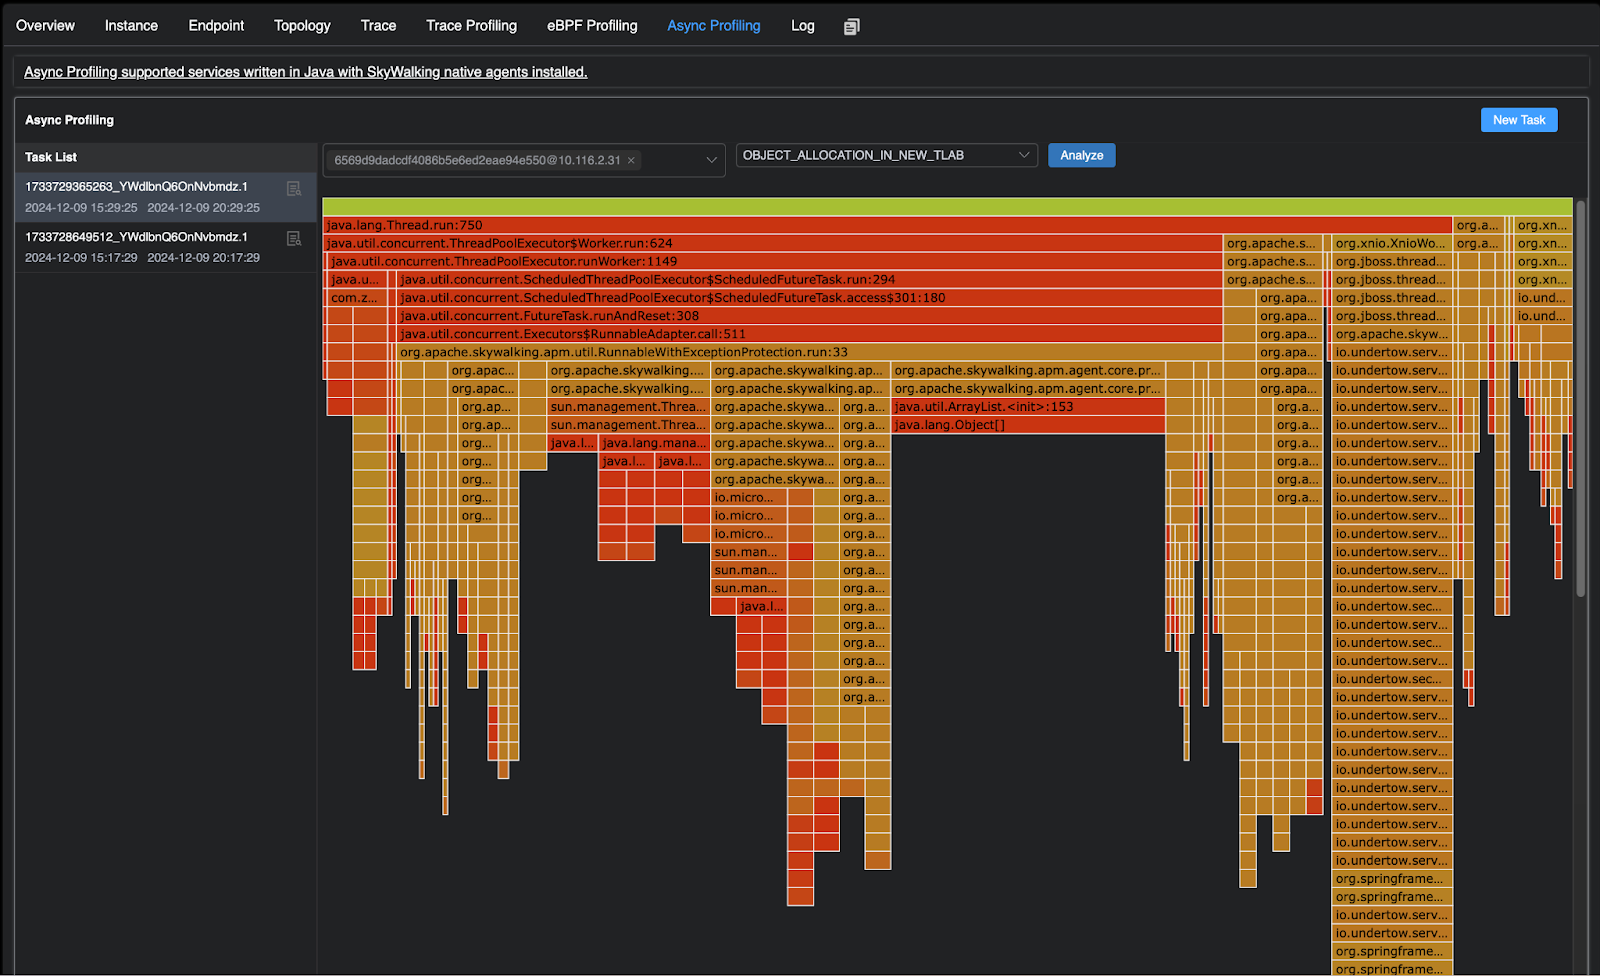 Overview Instance Endpoint Topology Trace Trace Profiling eBPF Profiling Async Profiling Log
Async Profiling supported services written in Java with SkyWalking native agents installed.
Async Profiling New Task
Task List
6569d9dadcdf4086b5e6ed2eae94e550@10.116.2.31 × OBJECT_ALLOCATION_IN_NEW_TLAB Analyze
1733729365263_YWdlbnQ6OnNvbmdz.1
2024-12-09 15:29:25 2024-12-09 20:29:25
1733728649512_YWdlbnQ6OnNvbmdz.1
2024-12-09 15:17:29 2024-12-09 20:17:29
java.lang.Thread.run:750 org.a... org.xn...
java.util.concurrent.ThreadPoolExecutor$Worker.run:624 org.apache.s... org.xnio.XnioWo... org.a... org.xn...
java.util.concurrent.ThreadPoolExecutor.runWorker:1149 org.apache.s... org.jboss.thread... org.xn...
java.u... java.util.concurrent.ScheduledThreadPoolExecutor$ScheduledFutureTask.run:294 org.apache.s... org.jboss.thread... org.xn...
com.z... java.util.concurrent.ScheduledThreadPoolExecutor$ScheduledFutureTask.access$301:180 org.apa... org.jboss.thread... io.und...
java.util.concurrent.FutureTask.runAndReset:308 org.apa... org.jboss.thread... io.und...
java.util.concurrent.Executors$RunnableAdapter.call:511 org.apa... org.apache.skyw...
org.apache.skywalking.apm.util.RunnableWithExceptionProtection.run:33 org.apa... io.undertow.serv...
org.apac... org.apache.skywalking.... org.apache.skywalking.ap... org.apache.skywalking.apm.agent.core.pr... org.apa... io.undertow.serv...
org.apac... org.apache.skywalking.... org.apache.skywalking.ap... org.apache.skywalking.apm.agent.core.pr... org.apa... io.undertow.serv...
org.ap... sun.management.Threa... org.apache.skywa... org.a... java.util.ArrayList.<init>:153 org.a... io.undertow.serv...
org.ap... sun.management.Threa... org.apache.skywa... org.a... java.lang.Object[] org.a... io.undertow.serv...
org... java.l... java.lang.mana... org.apache.skywa... org.a... org.a... io.undertow.serv...
org... java.l... java.l... org.apache.skywa... org.a... org.a... io.undertow.serv...
org... org.apache.skywa... org.a... org.a... io.undertow.serv...
org... io.micro... org.a... org.a... io.undertow.serv...
org... io.micro... org.a... io.undertow.serv...
io.micro... org.a... io.undertow.serv...
sun.man... org.a... io.undertow.serv...
sun.man... org.a... io.undertow.serv...
sun.man... org.a... io.undertow.serv...
java.l... org.a... io.undertow.sec...
org.a... io.undertow.serv...
org.a... io.undertow.sec...
org.a... io.undertow.serv...
org.a... io.undertow.sec...
org.a... io.undertow.serv...
io.undertow.serv...
io.undertow.serv...
io.undertow.serv...
io.undertow.serv...
io.undertow.serv...
io.undertow.serv...
io.undertow.serv...
io.undertow.serv...
io.undertow.serv...
org.springframe...
org.springframe...
io.undertow.serv...
io.undertow.serv...
org.springframe...
org.springframe...